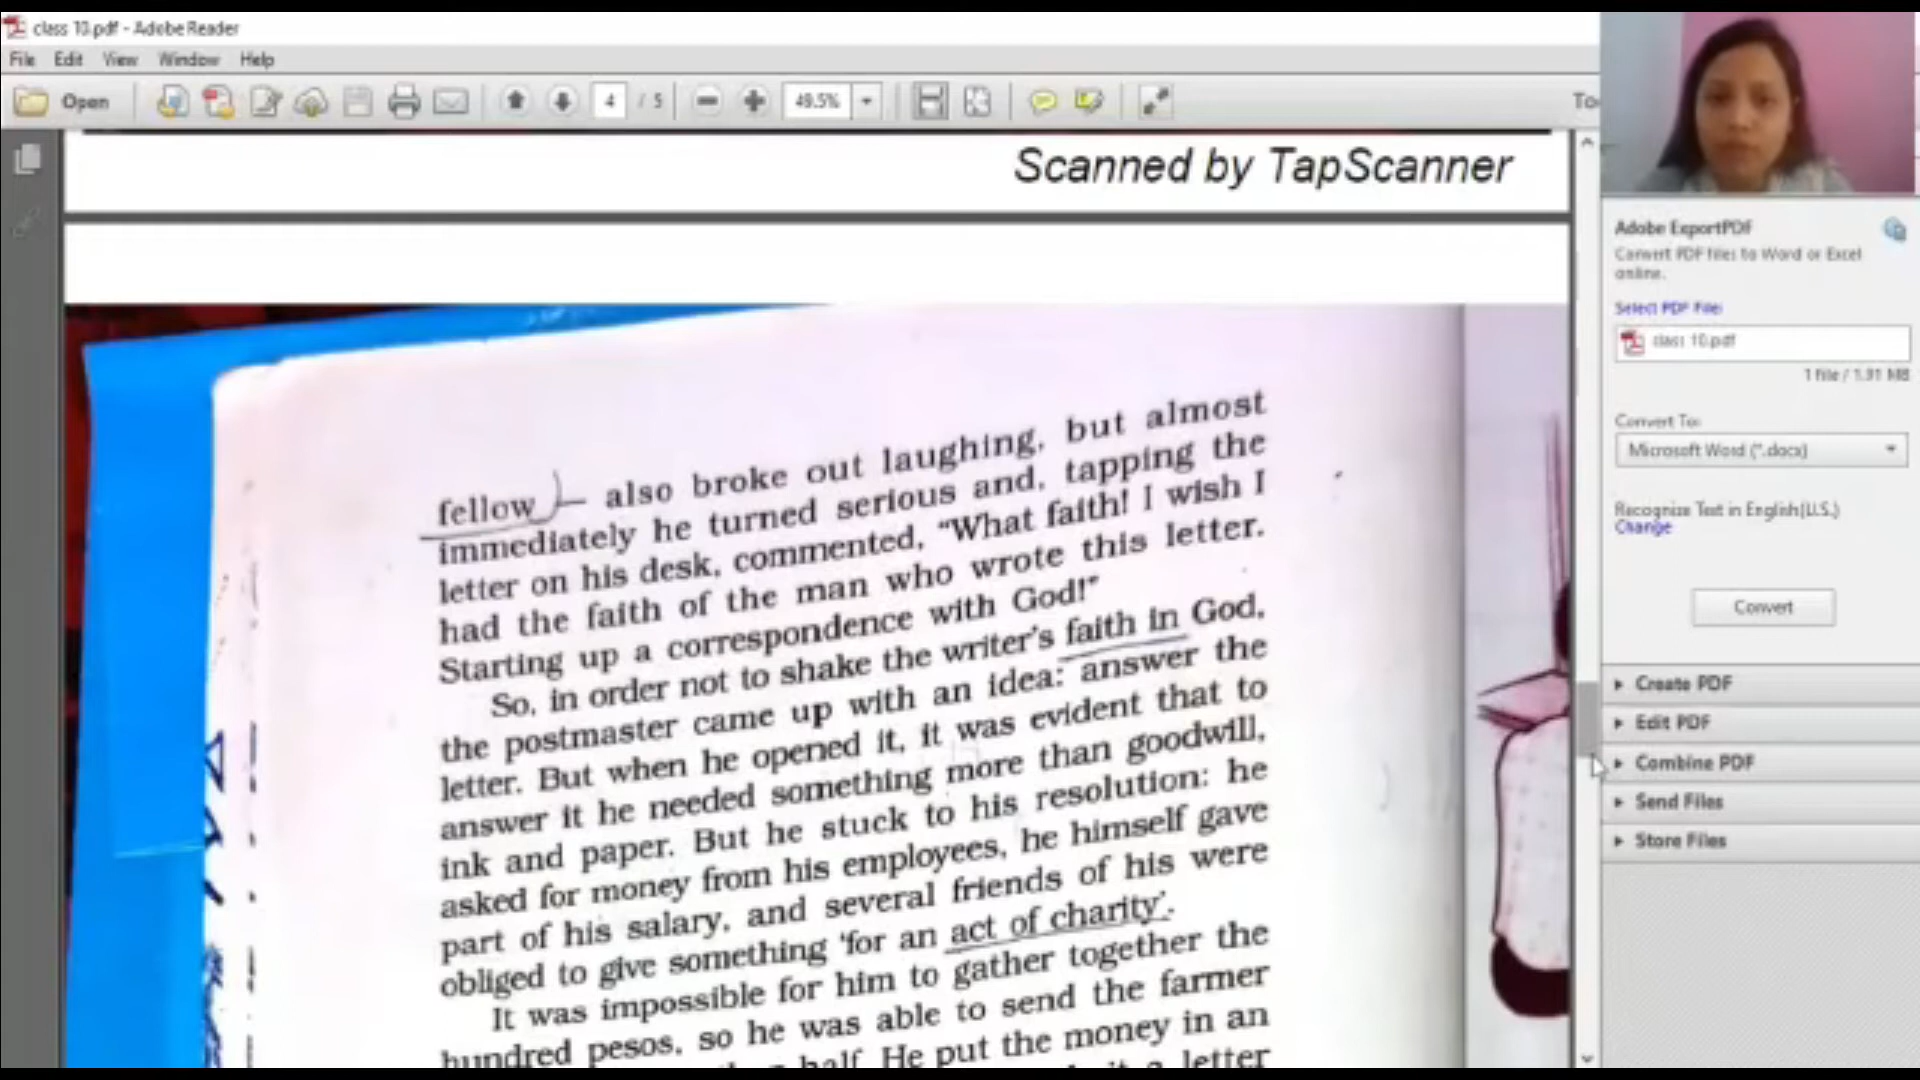 class 10.pdf - Adobe Reader
File Edit View Window Help
Open 4 / 5 49.5% To
Scanned by TapScanner
fellow — also broke out laughing, but almost
immediately he turned serious and, tapping the
letter on his desk, commented, “What faith! I wish I
had the faith of the man who wrote this letter.
Starting up a correspondence with God!”
So, in order not to shake the writer’s faith in God,
the postmaster came up with an idea: answer the
letter. But when he opened it, it was evident that to
answer it he needed something more than goodwill,
ink and paper. But he stuck to his resolution: he
asked for money from his employees, he himself gave
part of his salary, and several friends of his were
obliged to give something ‘for an act of charity’.
It was impossible for him to gather together the
hundred pesos, so he was able to send the farmer
half. He put the money in an
it a letter
Adobe ExportPDF
Convert PDF files to Word or Excel
online.
Select PDF File:
class 10.pdf
1 file / 1.91 MB
Convert To:
Microsoft Word (*.docx)
Recognize Text in English(U.S.)
Change
Convert
Create PDF
Edit PDF
Combine PDF
Send Files
Store Files